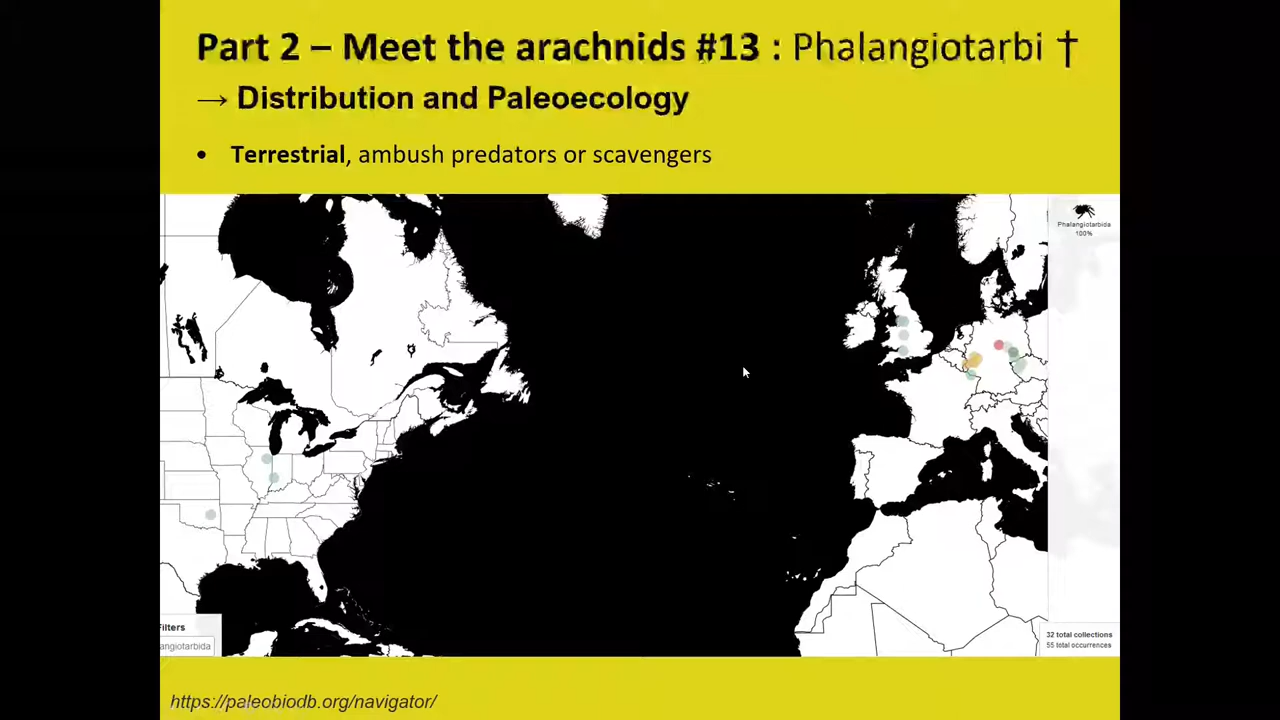 Part 2 – Meet the arachnids #13 : Phalangiotarbi †
→ Distribution and Paleoecology
• Terrestrial, ambush predators or scavengers
Phalangiotarbida
100%
Filters
angiotarbida
32 total collections
55 total occurrences
https://paleobiodb.org/navigator/